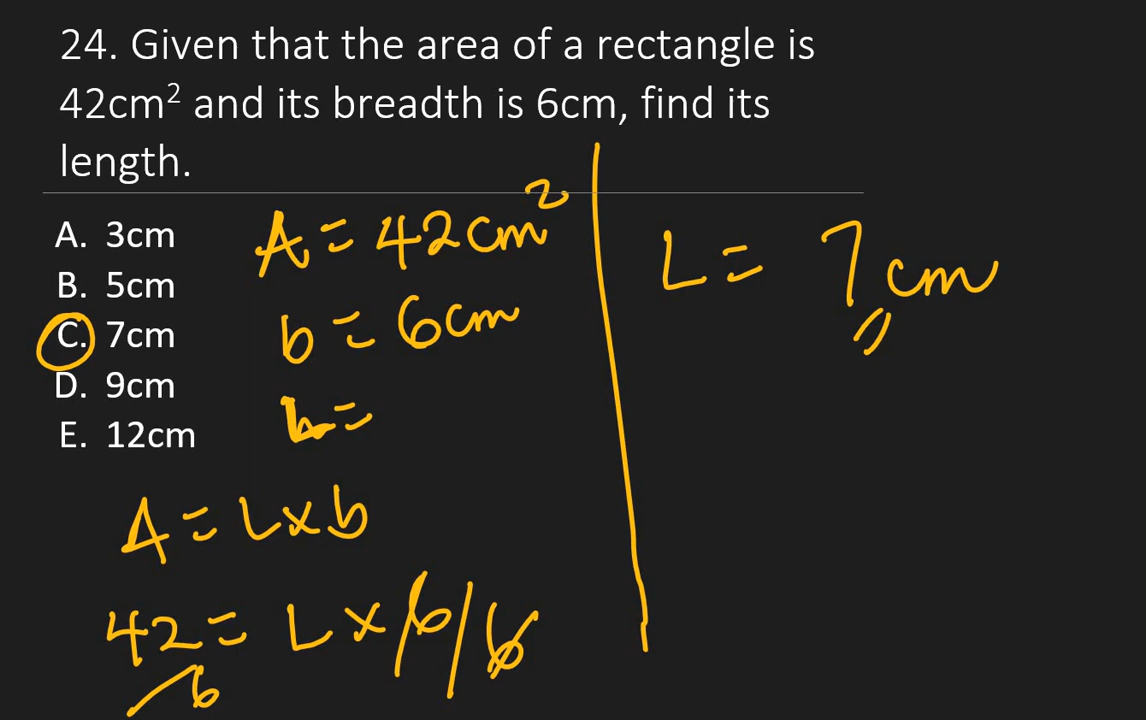 24. Given that the area of a rectangle is
42cm² and its breadth is 6cm, find its
length.
A. 3cm
B. 5cm
C. 7cm
D. 9cm
E. 12cm
A = 42cm²
b = 6cm
L =
A = L x b
42 = L x 6/6
/6
L = 7cm